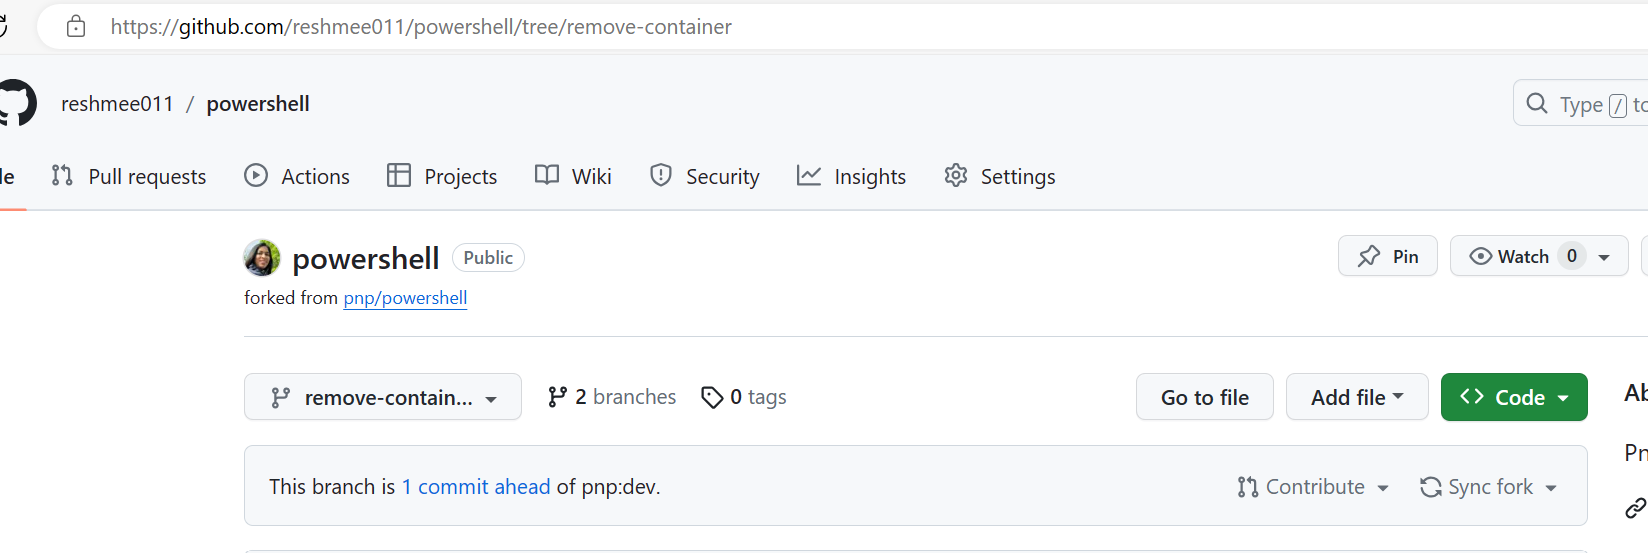 https://github.com/reshmee011/powershell/tree/remove-container
reshmee011 / powershell
Type / to
le Pull requests Actions Projects Wiki Security Insights Settings
powershell Public
Pin Watch 0
forked from pnp/powershell
remove-contain... 2 branches 0 tags Go to file Add file Code
Ab
Pn
This branch is 1 commit ahead of pnp:dev. Contribute Sync fork